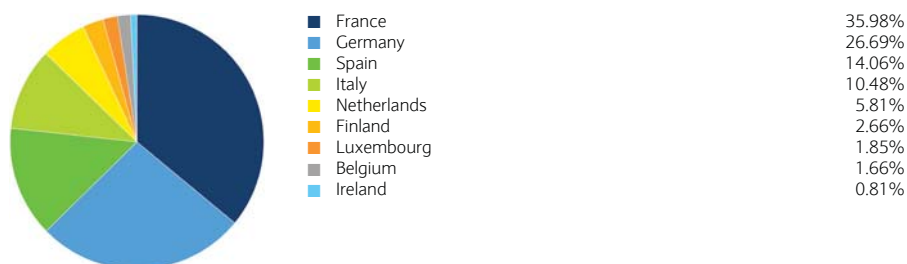 France 35.98%
Germany 26.69%
Spain 14.06%
Italy 10.48%
Netherlands 5.81%
Finland 2.66%
Luxembourg 1.85%
Belgium 1.66%
Ireland 0.81%